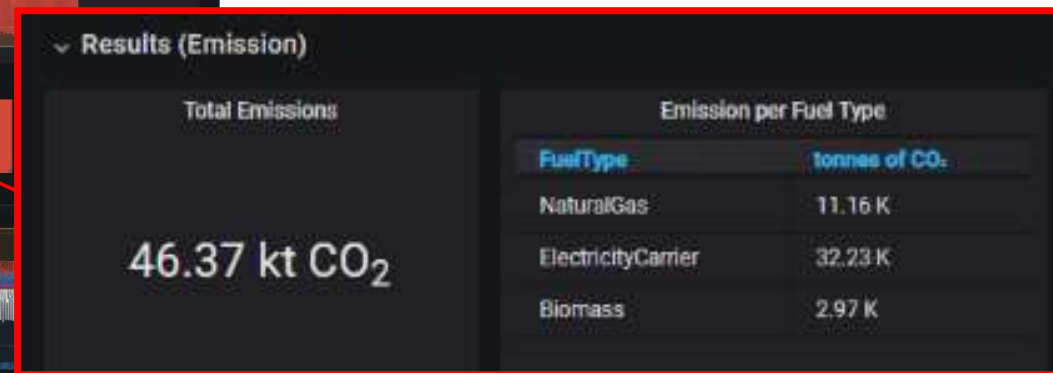 Results (Emission)
Total Emissions
46.37 kt CO₂
Emission per Fuel Type
FuelType tonnes of CO₂
NaturalGas 11.16 K
ElectricityCarrier 32.23 K
Biomass 2.97 K